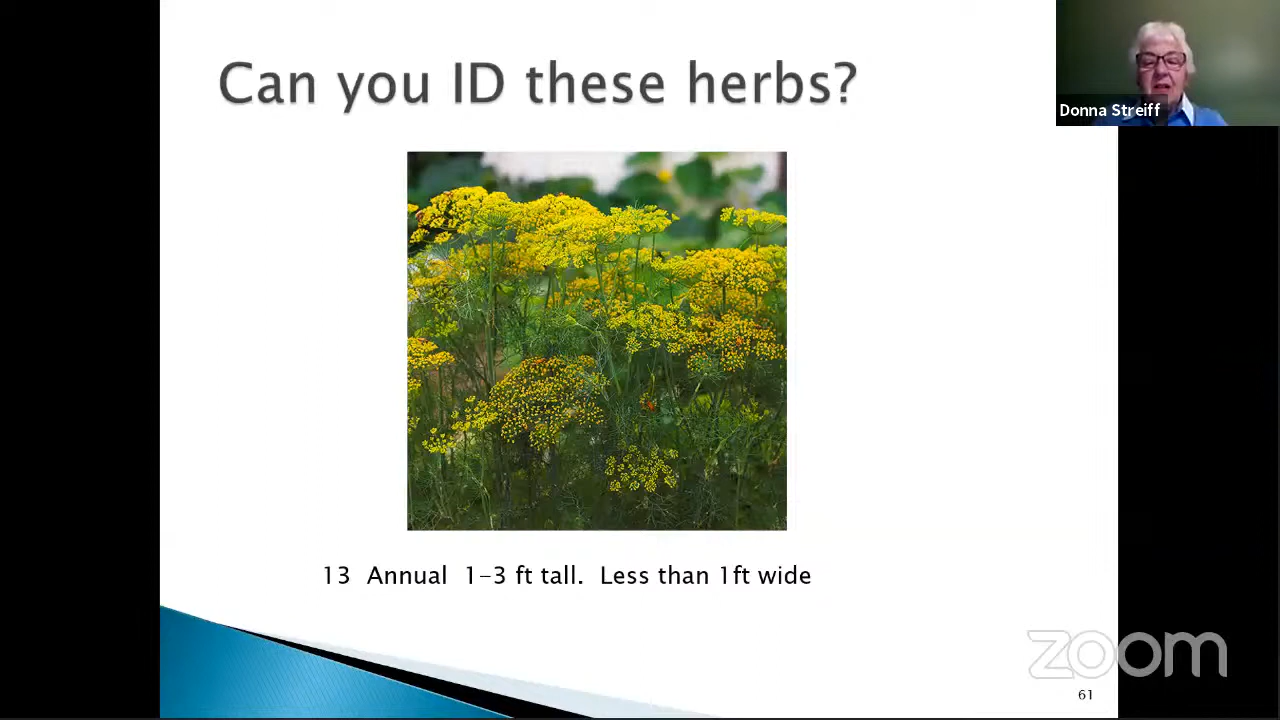 Can you ID these herbs?
Donna Streiff
13 Annual 1-3 ft tall. Less than 1ft wide
zoom
61